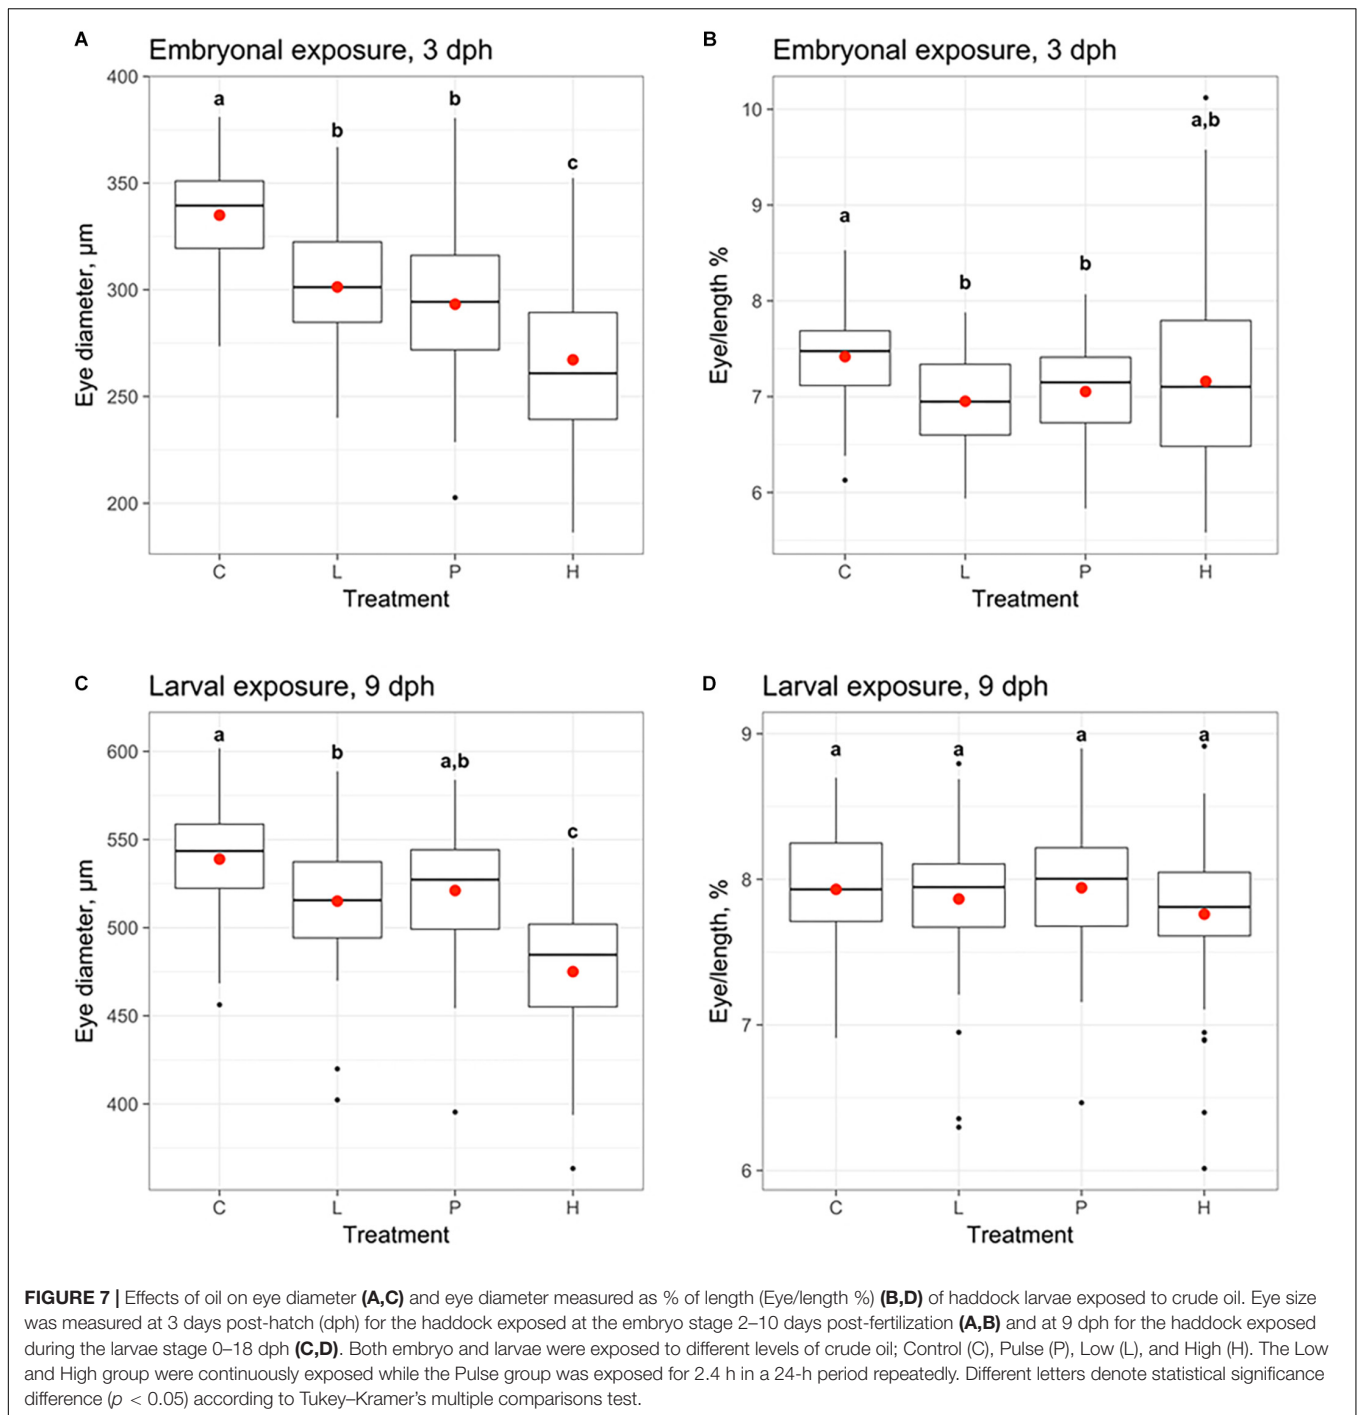 A
Embryonal exposure, 3 dph
400
350
300
250
200
Eye diameter, µm
a
b
b
c
C
L
P
H
Treatment
B
Embryonal exposure, 3 dph
10
9
8
7
6
Eye/length %
a
b
b
a,b
C
L
P
H
Treatment
C
Larval exposure, 9 dph
600
550
500
450
400
Eye diameter, µm
a
b
a,b
c
C
L
P
H
Treatment
D
Larval exposure, 9 dph
9
8
7
6
Eye/length, %
a
a
a
a
C
L
P
H
Treatment
FIGURE 7 | Effects of oil on eye diameter (A,C) and eye diameter measured as % of length (Eye/length %) (B,D) of haddock larvae exposed to crude oil. Eye size
was measured at 3 days post-hatch (dph) for the haddock exposed at the embryo stage 2–10 days post-fertilization (A,B) and at 9 dph for the haddock exposed
during the larvae stage 0–18 dph (C,D). Both embryo and larvae were exposed to different levels of crude oil; Control (C), Pulse (P), Low (L), and High (H). The Low
and High group were continuously exposed while the Pulse group was exposed for 2.4 h in a 24-h period repeatedly. Different letters denote statistical significance
difference (p < 0.05) according to Tukey–Kramer's multiple comparisons test.